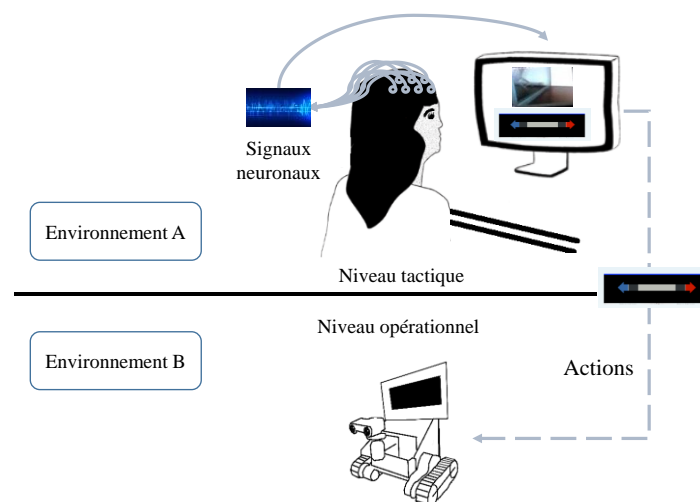 Signaux
neuronaux
Environnement A
Niveau tactique
Niveau opérationnel
Environnement B
Actions